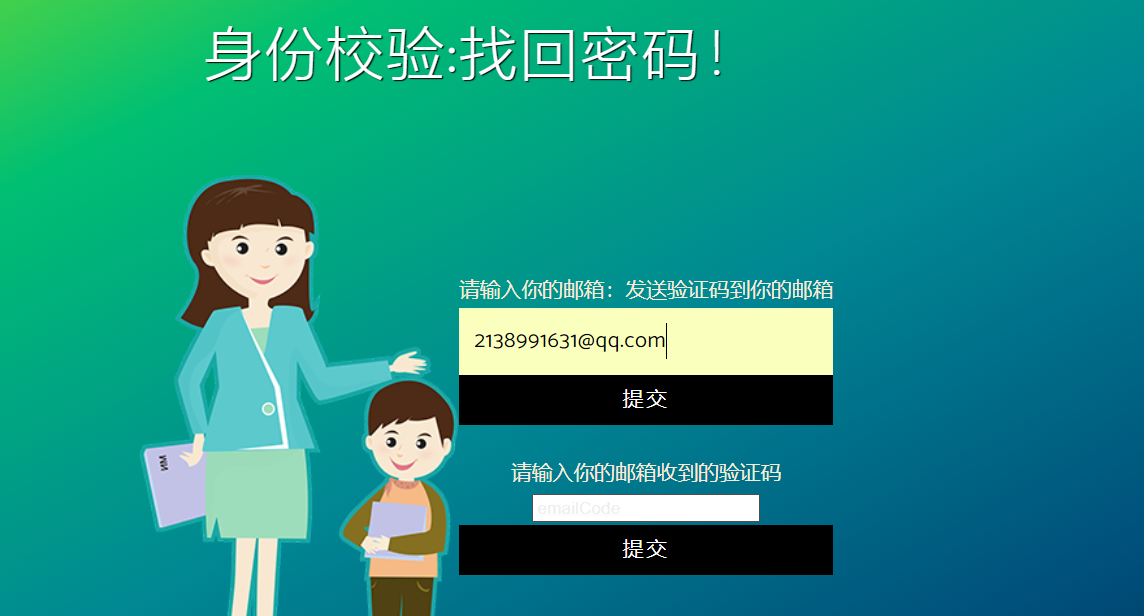 身份校验:找回密码！
请输入你的邮箱：发送验证码到你的邮箱
2138991631@qq.com
提交
请输入你的邮箱收到的验证码
emailCode
提交